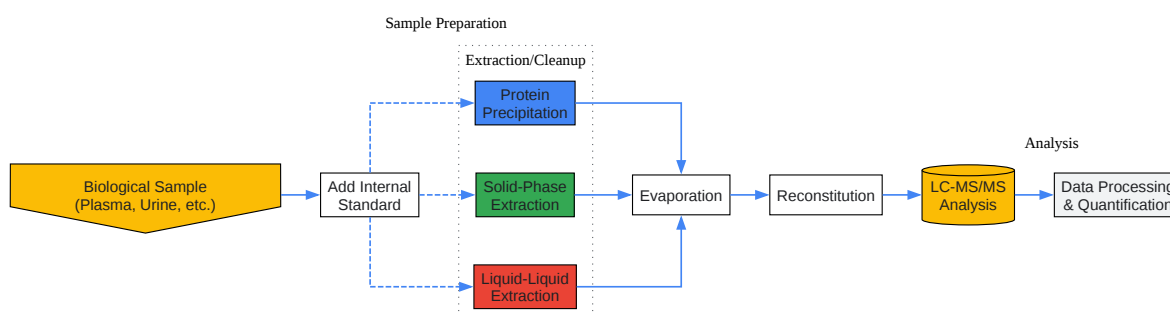 Sample Preparation
Extraction/Cleanup
Protein
Precipitation
Biological Sample
(Plasma, Urine, etc.)
Add Internal
Standard
Solid-Phase
Extraction
Liquid-Liquid
Extraction
Evaporation
Reconstitution
Analysis
LC-MS/MS
Analysis
Data Processing
& Quantification